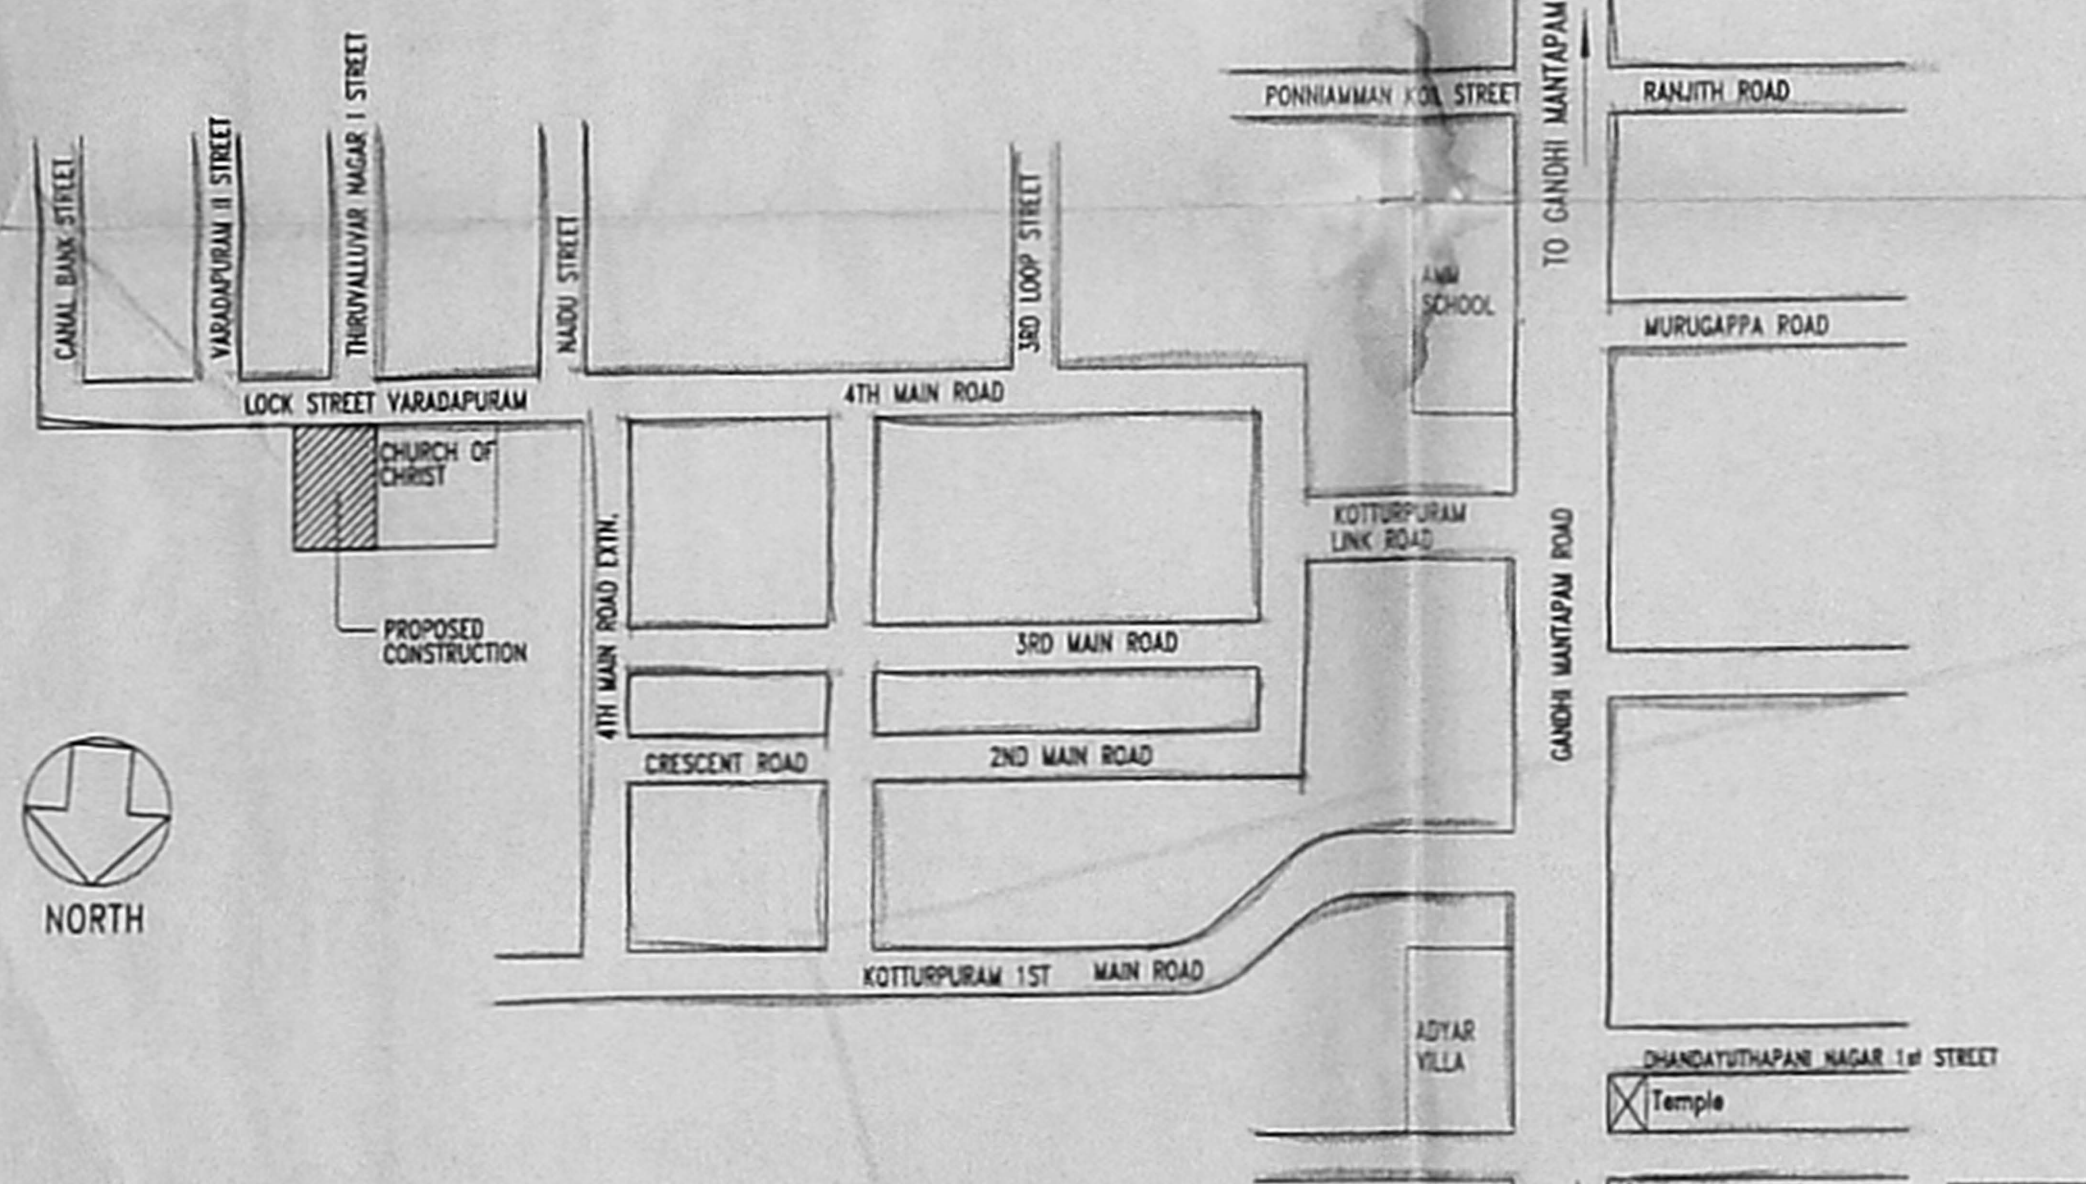 CANAL BANK STREET
VARADAPURAM II STREET
THIRUVALLUVAR NAGAR I STREET
NAIDU STREET
3RD LOOP STREET
PONNIAMMAN KOIL STREET
TO GANDHI MANTAPAM
RANJITH ROAD
AMM
SCHOOL
MURUGAPPA ROAD
LOCK STREET VARADAPURAM
4TH MAIN ROAD
CHURCH OF
CHRIST
KOTTURPURAM
LINK ROAD
GANDHI MANTAPAM ROAD
4TH MAIN ROAD EXTN.
PROPOSED
CONSTRUCTION
3RD MAIN ROAD
CRESCENT ROAD
2ND MAIN ROAD
NORTH
KOTTURPURAM 1ST MAIN ROAD
ADYAR
VILLA
DHANDAYUTHAPANI NAGAR 1st STREET
Temple